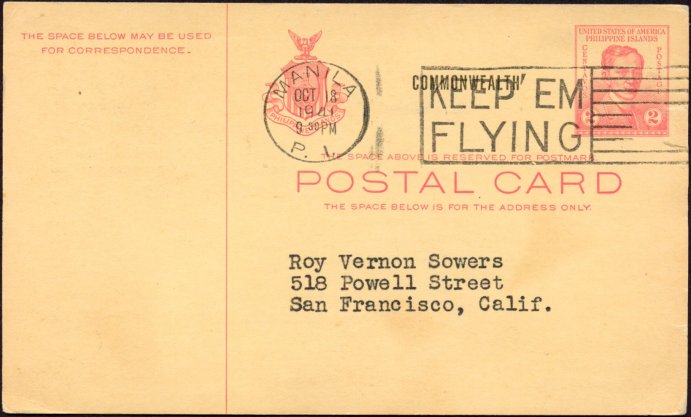 THE SPACE BELOW MAY BE USED
FOR CORRESPONDENCE.
UNITED STATES OF AMERICA
PHILIPPINE ISLANDS
CENTAVOS
POSTAGE
2
COMMONWEALTH
MANILA
OCT 18
1941
9 30 PM
P. I.
KEEP 'EM
FLYING
THE SPACE ABOVE IS RESERVED FOR POSTMARK.
POSTAL CARD
THE SPACE BELOW IS FOR THE ADDRESS ONLY.
Roy Vernon Sowers
518 Powell Street
San Francisco, Calif.